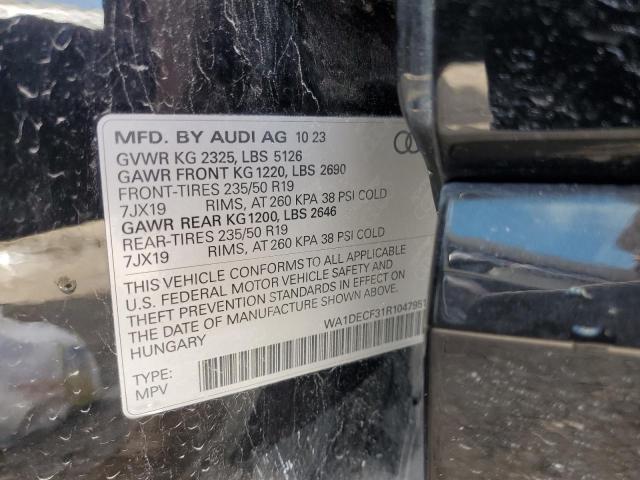 MFD. BY AUDI AG 10 23
GVWR KG 2325, LBS 5126
GAWR FRONT KG 1220, LBS 2690
FRONT-TIRES 235/50 R19
7JX19 RIMS, AT 260 KPA 38 PSI COLD
GAWR REAR KG 1200, LBS 2646
REAR-TIRES 235/50 R19
7JX19 RIMS, AT 260 KPA 38 PSI COLD
THIS VEHICLE CONFORMS TO ALL APPLICABLE
U.S. FEDERAL MOTOR VEHICLE SAFETY AND
THEFT PREVENTION STANDARDS IN EFFECT ON
THE DATE OF MANUFACTURE SHOWN ABOVE.
HUNGARY
WA1DECF31R1047951
TYPE:
MPV